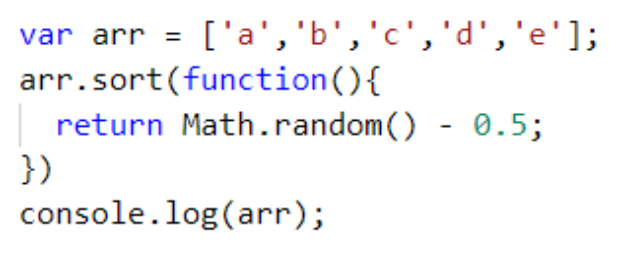 var arr = ['a','b','c','d','e'];
arr.sort(function(){
  return Math.random() - 0.5;
})
console.log(arr);